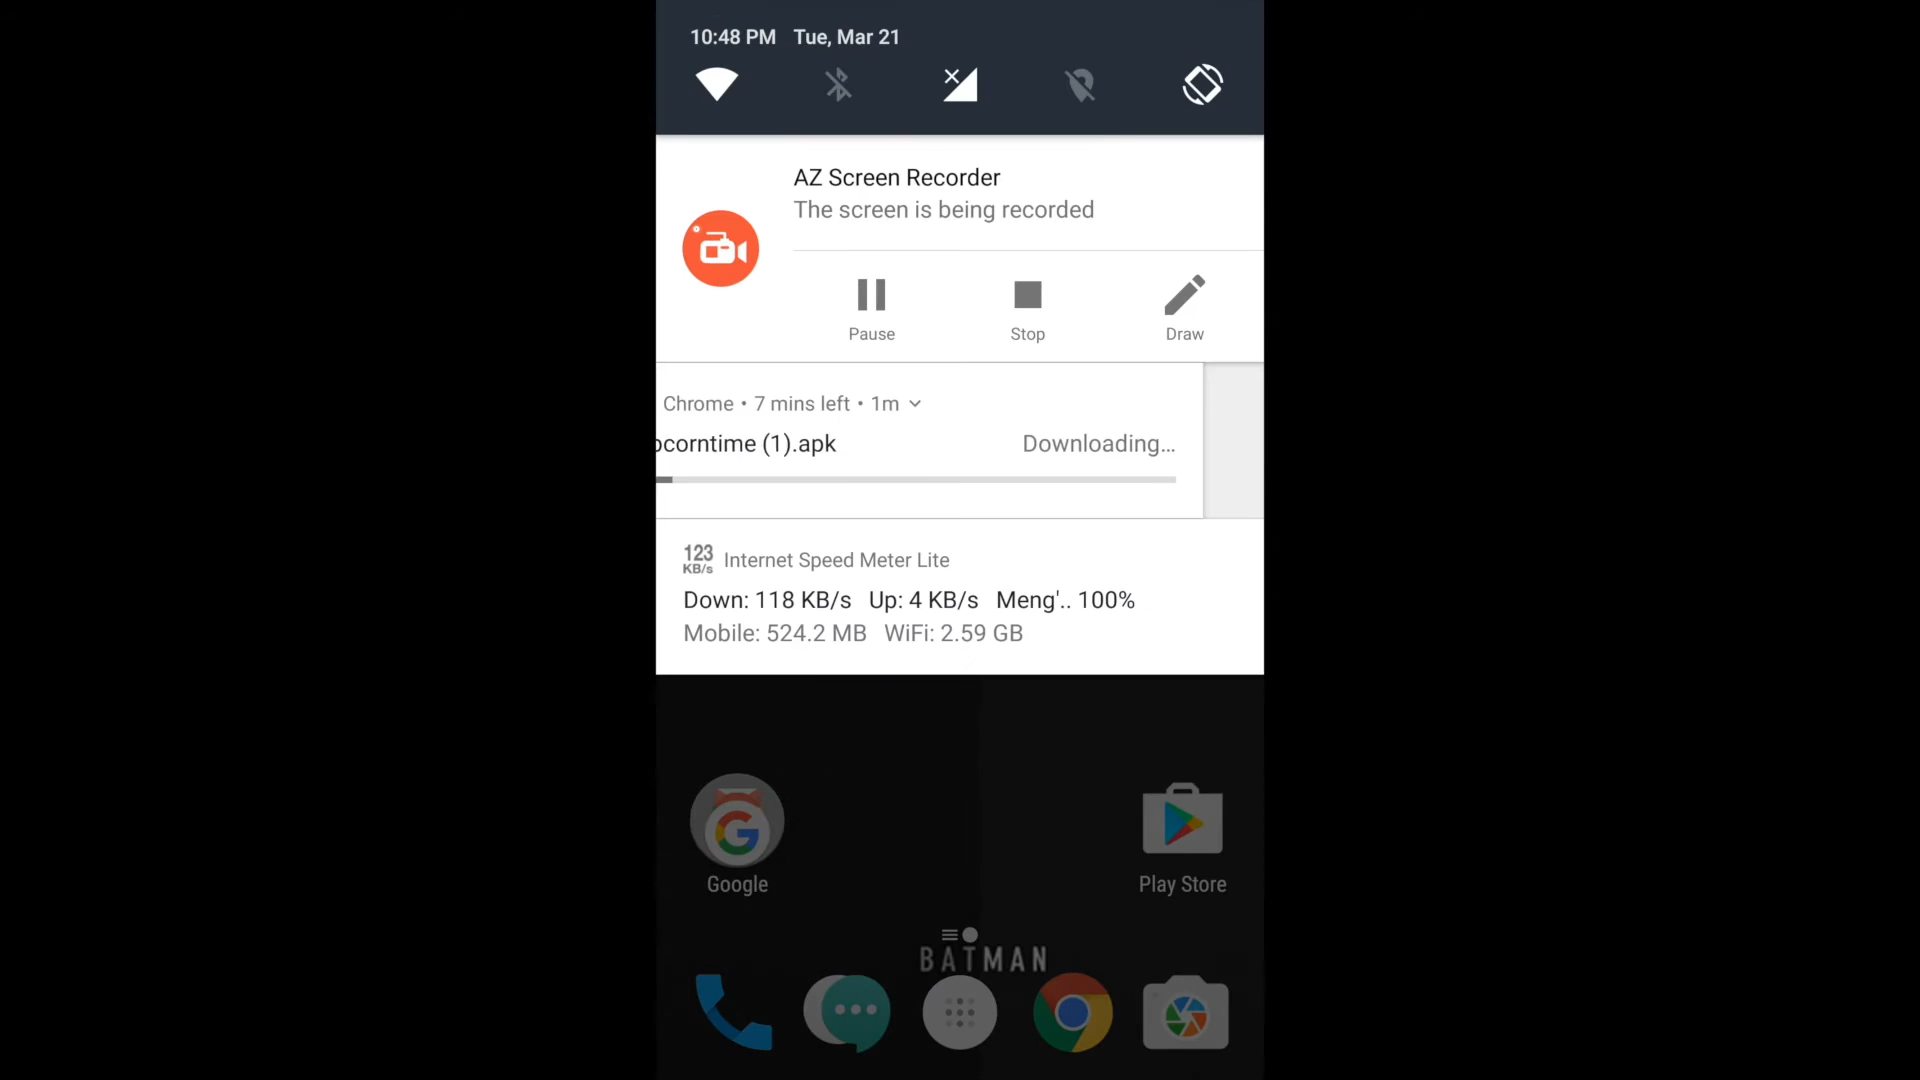 10:48 PM Tue, Mar 21
AZ Screen Recorder
The screen is being recorded
Pause Stop Draw
Chrome • 7 mins left • 1m
pcorntime (1).apk Downloading...
123 KB/s Internet Speed Meter Lite
Down: 118 KB/s Up: 4 KB/s Meng'.. 100%
Mobile: 524.2 MB WiFi: 2.59 GB
Google Play Store
BATMAN